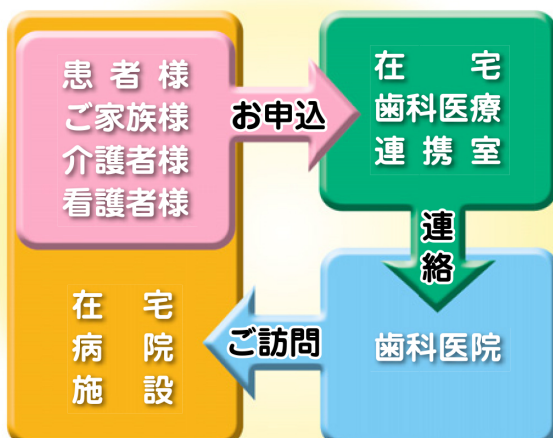 患者様
ご家族様
介護者様
看護者様
お申込
在宅
歯科医療
連携室
連絡
歯科医院
ご訪問
在宅
病院
施設